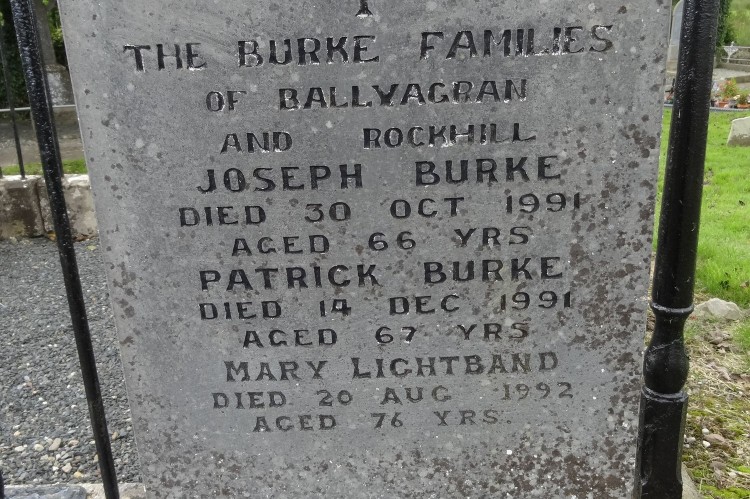 THE BURKE FAMILIES
OF BALLYAGRAN
AND ROCKHILL
JOSEPH BURKE
DIED 30 OCT 1991
AGED 66 YRS
PATRICK BURKE
DIED 14 DEC 1991
AGED 67 YRS
MARY LIGHTBAND
DIED 20 AUG 1992
AGED 76 YRS.